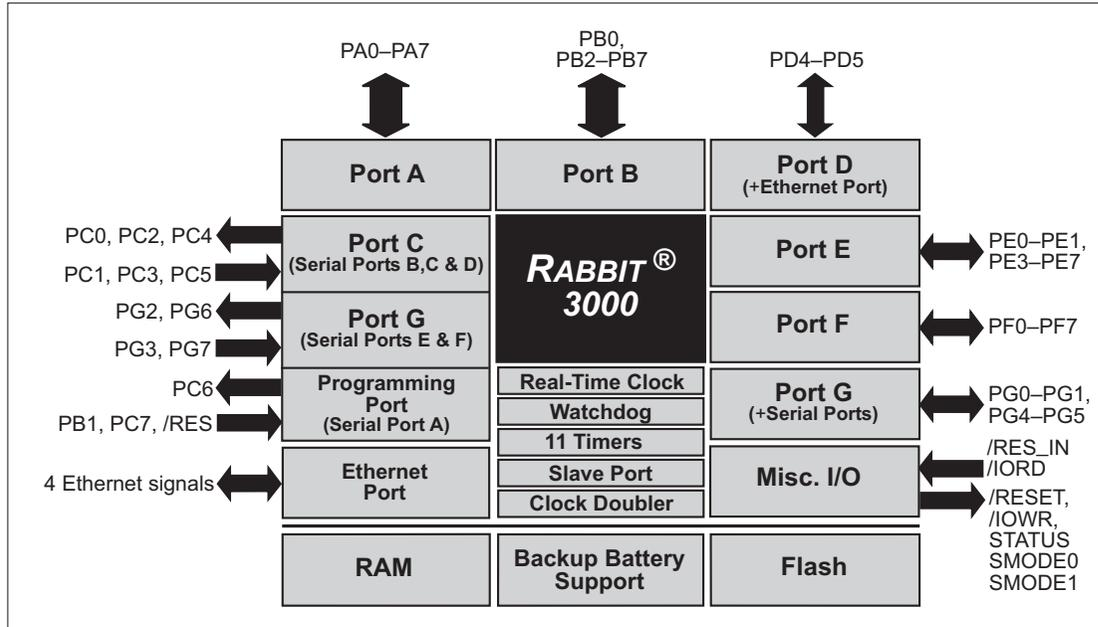 PA0–PA7
PB0,
PB2–PB7
PD4–PD5
Port A
Port B
Port D
(+Ethernet Port)
PC0, PC2, PC4
PC1, PC3, PC5
Port C
(Serial Ports B,C & D)
PG2, PG6
PG3, PG7
Port G
(Serial Ports E & F)
PC6
PB1, PC7, /RES
Programming
Port
(Serial Port A)
4 Ethernet signals
Ethernet
Port
RABBIT ®
3000
Real-Time Clock
Watchdog
11 Timers
Slave Port
Clock Doubler
Port E
PE0–PE1,
PE3–PE7
Port F
PF0–PF7
Port G
(+Serial Ports)
PG0–PG1,
PG4–PG5
Misc. I/O
/RES_IN
/IORD
/RESET,
/IOWR,
STATUS
SMODE0
SMODE1
RAM
Backup Battery
Support
Flash